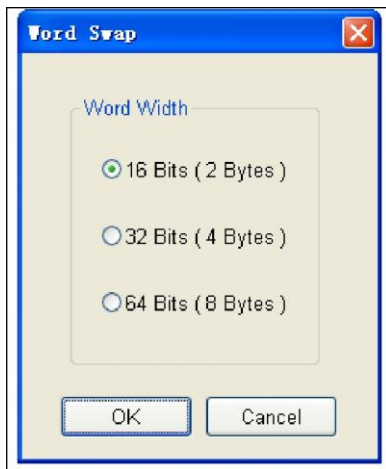 Word Swap
Word Width
16 Bits ( 2 Bytes )
32 Bits ( 4 Bytes )
64 Bits ( 8 Bytes )
OK Cancel